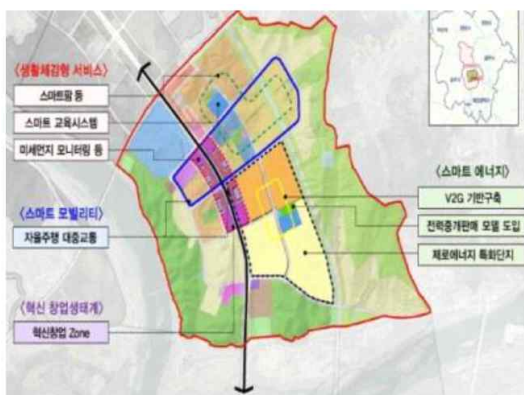 <생활체감형 서비스>
스마트팜 등
스마트 교육시스템
미세먼지 모니터링 등
<스마트 모빌리티>
자율주행 대중교통
<혁신 창업생태계>
혁신창업 Zone
<스마트 에너지>
V2G 기반구축
전력중개판매 모델 도입
제로에너지 특화단지